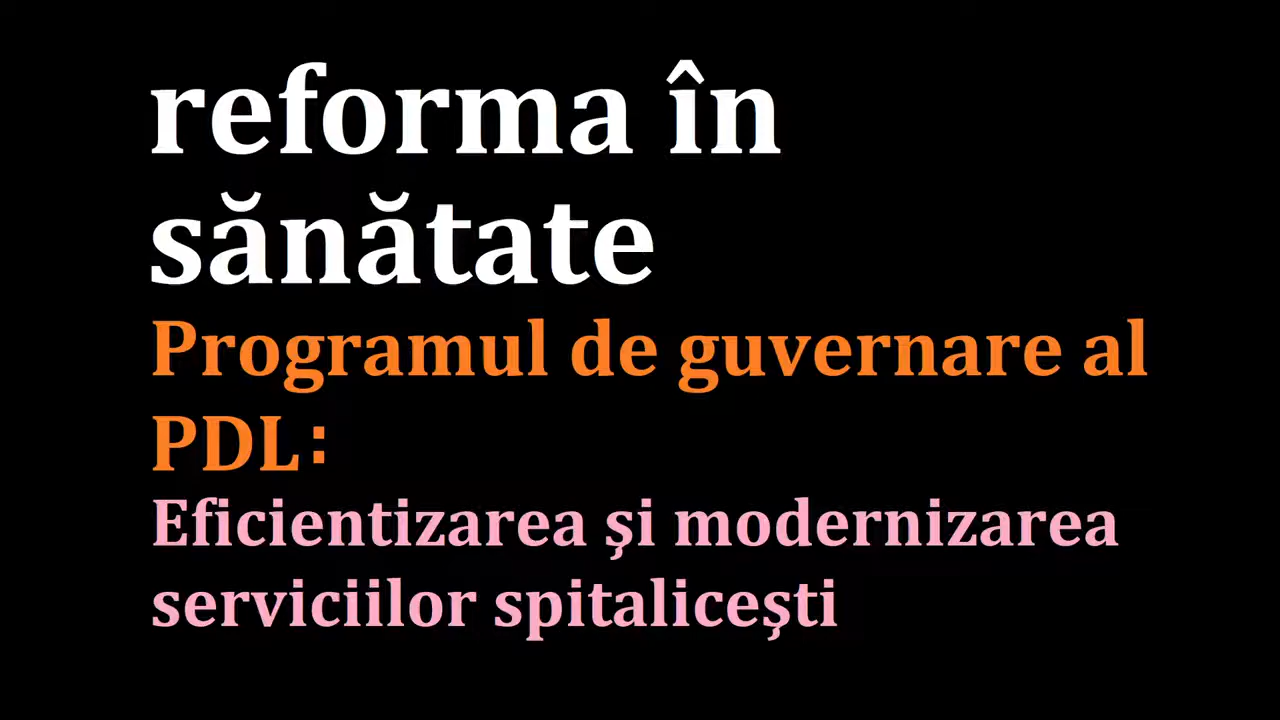 reforma în
sănătate
Programul de guvernare al
PDL:
Eficientizarea şi modernizarea
serviciilor spitaliceşti